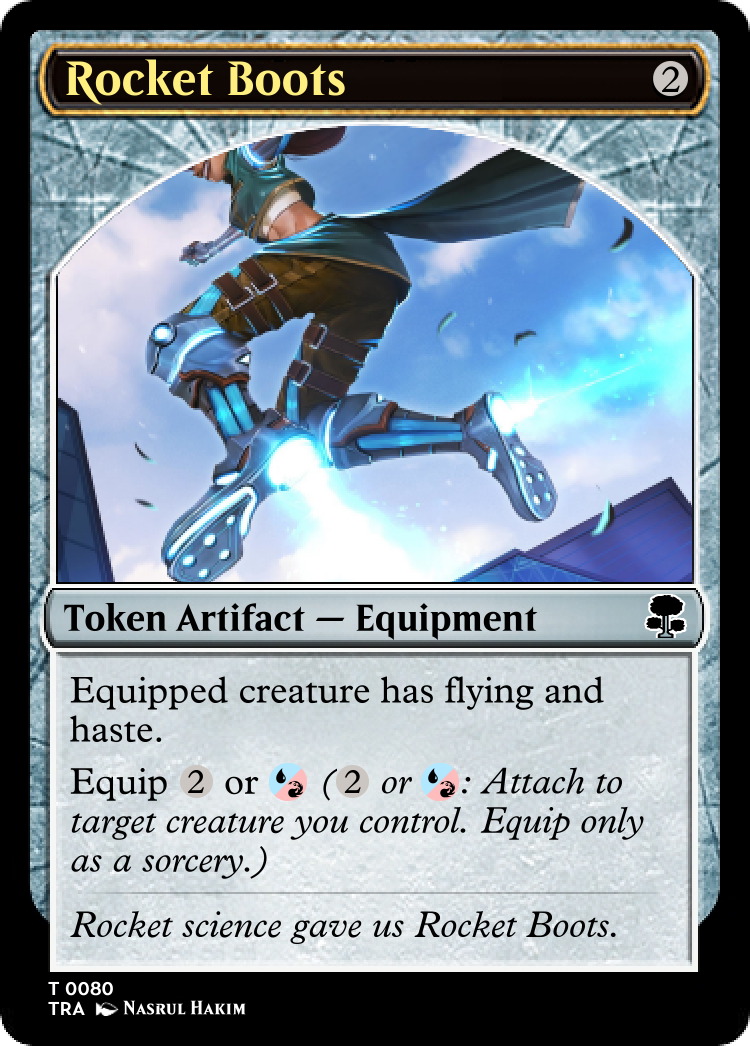 Rocket Boots 2
Token Artifact — Equipment
Equipped creature has flying and
haste.
Equip 2 or (2 or : Attach to
target creature you control. Equip only
as a sorcery.)
Rocket science gave us Rocket Boots.
T 0080
TRA Nasrul Hakim